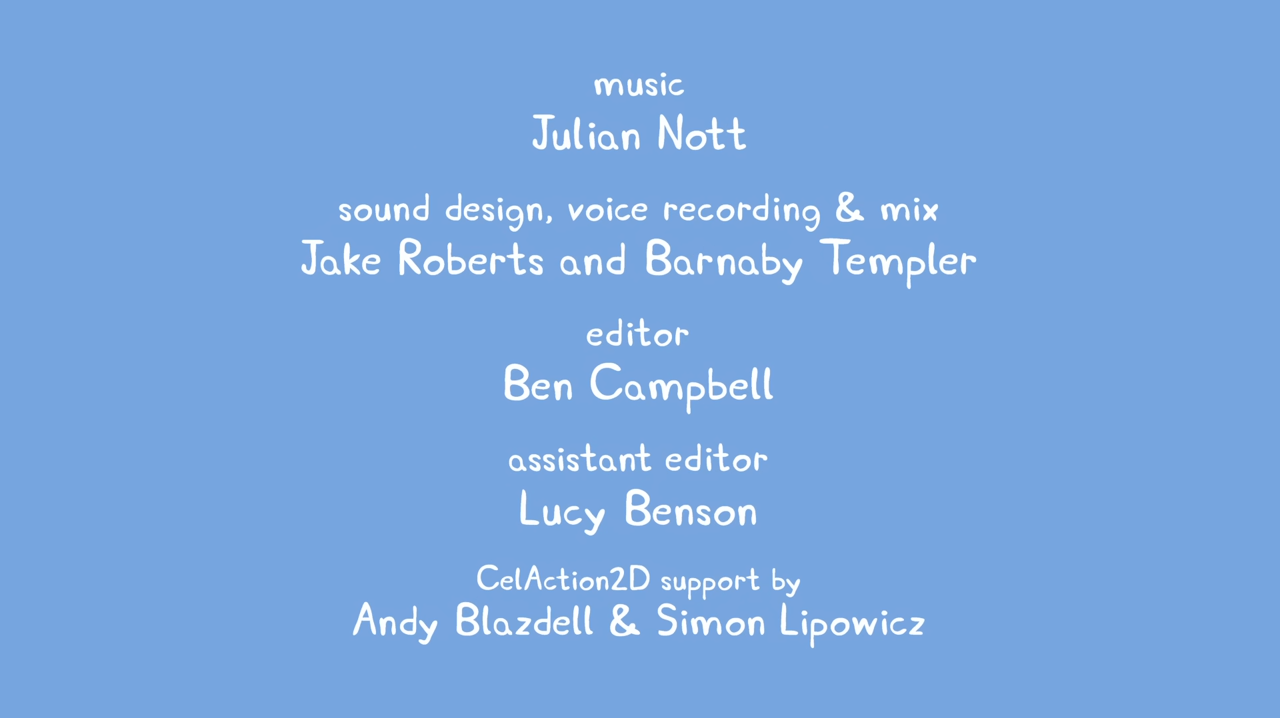 music
Julian Nott
sound design, voice recording & mix
Jake Roberts and Barnaby Templer
editor
Ben Campbell
assistant editor
Lucy Benson
CelAction2D support by
Andy Blazdell & Simon Lipowicz